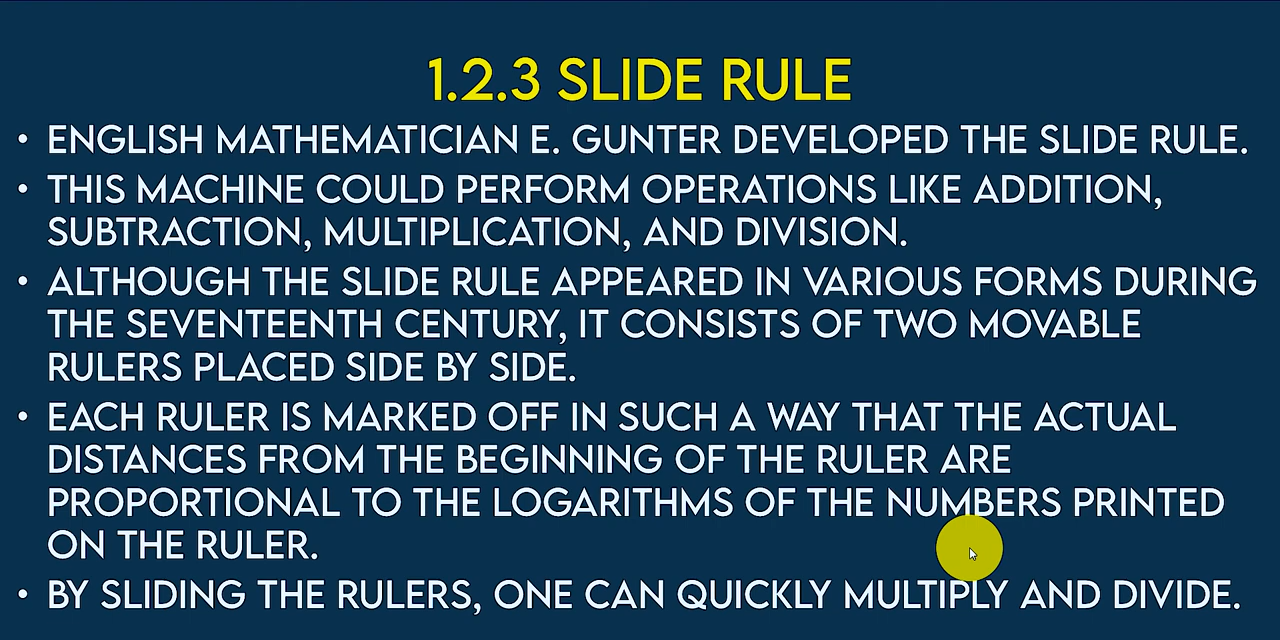 1.2.3 SLIDE RULE
• ENGLISH MATHEMATICIAN E. GUNTER DEVELOPED THE SLIDE RULE.
• THIS MACHINE COULD PERFORM OPERATIONS LIKE ADDITION,
SUBTRACTION, MULTIPLICATION, AND DIVISION.
• ALTHOUGH THE SLIDE RULE APPEARED IN VARIOUS FORMS DURING
THE SEVENTEENTH CENTURY, IT CONSISTS OF TWO MOVABLE
RULERS PLACED SIDE BY SIDE.
• EACH RULER IS MARKED OFF IN SUCH A WAY THAT THE ACTUAL
DISTANCES FROM THE BEGINNING OF THE RULER ARE
PROPORTIONAL TO THE LOGARITHMS OF THE NUMBERS PRINTED
ON THE RULER.
• BY SLIDING THE RULERS, ONE CAN QUICKLY MULTIPLY AND DIVIDE.